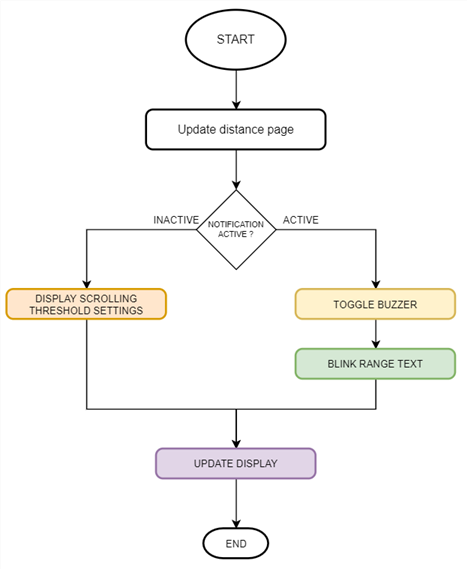 START
Update distance page
NOTIFICATION
ACTIVE ?
INACTIVE
ACTIVE
DISPLAY SCROLLING
THRESHOLD SETTINGS
TOGGLE BUZZER
BLINK RANGE TEXT
UPDATE DISPLAY
END